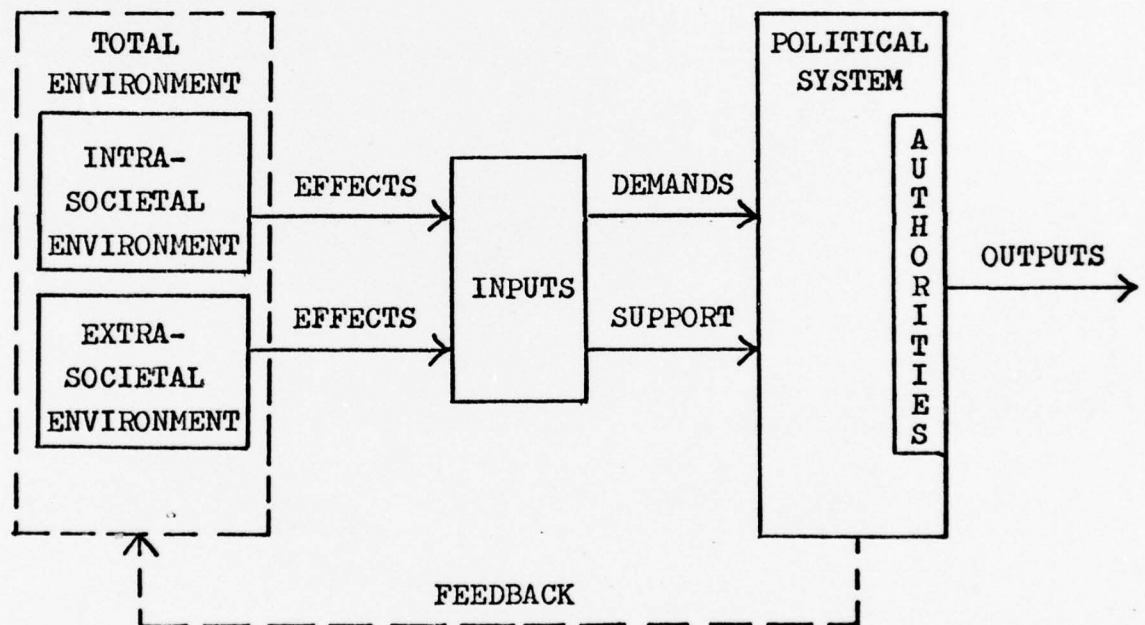 TOTAL
ENVIRONMENT
INTRA-
SOCIETAL
ENVIRONMENT
EXTRA-
SOCIETAL
ENVIRONMENT
EFFECTS
EFFECTS
INPUTS
DEMANDS
SUPPORT
POLITICAL
SYSTEM
AUTHORITIES
OUTPUTS
FEEDBACK